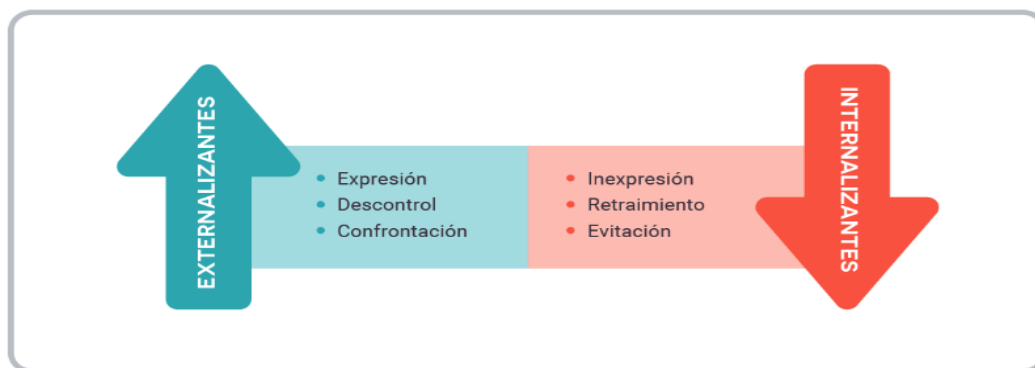 EXTERNALIZANTES
• Expresión
• Descontrol
• Confrontación
• Inexpresión
• Retraimiento
• Evitación
INTERNALIZANTES